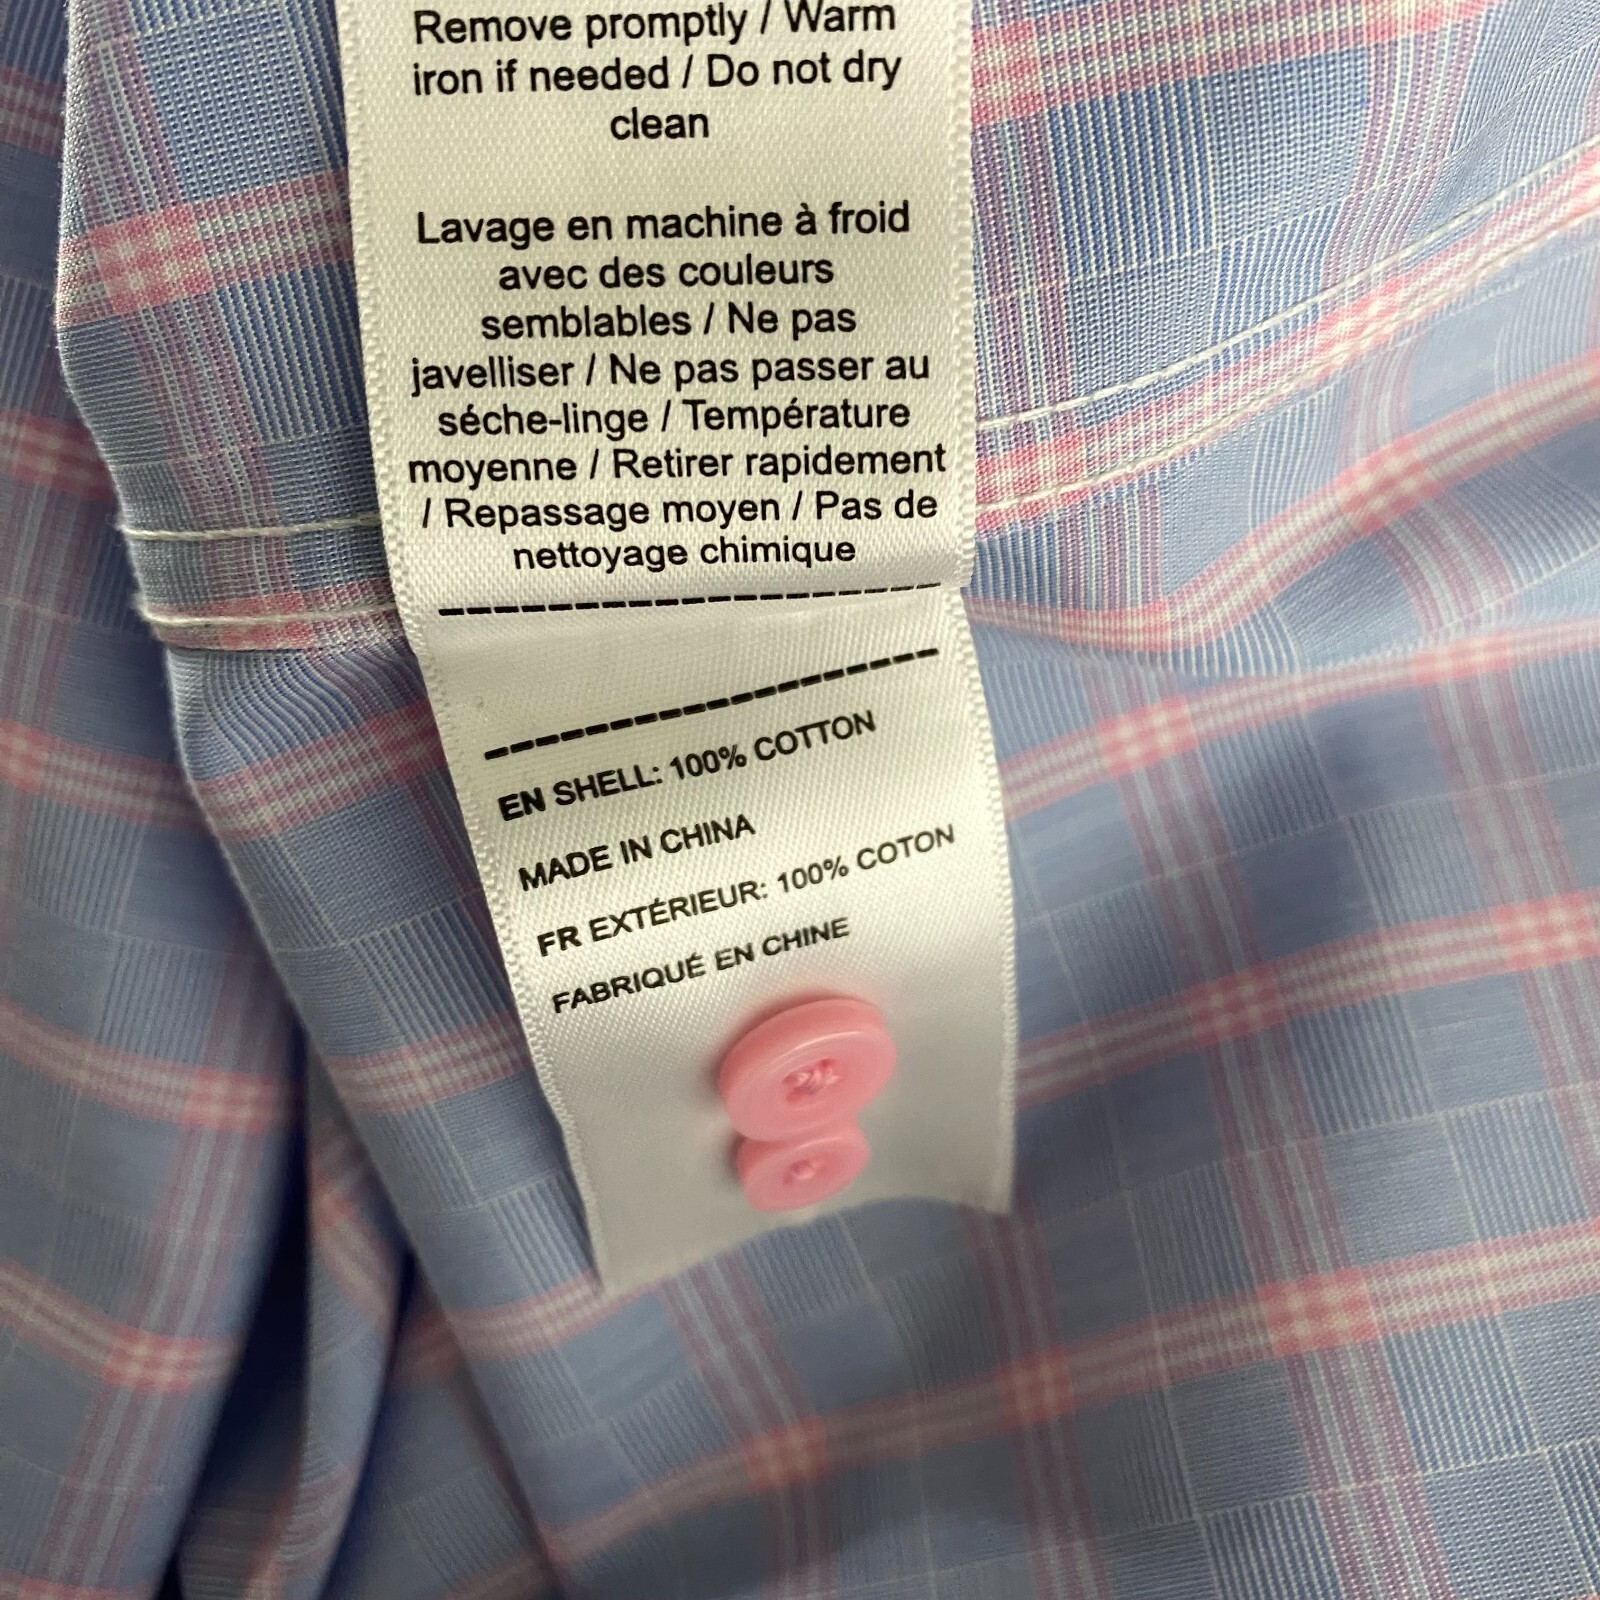 Remove promptly / Warm
iron if needed / Do not dry
clean
Lavage en machine à froid
avec des couleurs
semblables / Ne pas
javelliser / Ne pas passer au
séche-linge / Température
moyenne / Retirer rapidement
/ Repassage moyen / Pas de
nettoyage chimique
EN SHELL: 100% COTTON
MADE IN CHINA
FR EXTÉRIEUR: 100% COTON
FABRIQUÉ EN CHINE